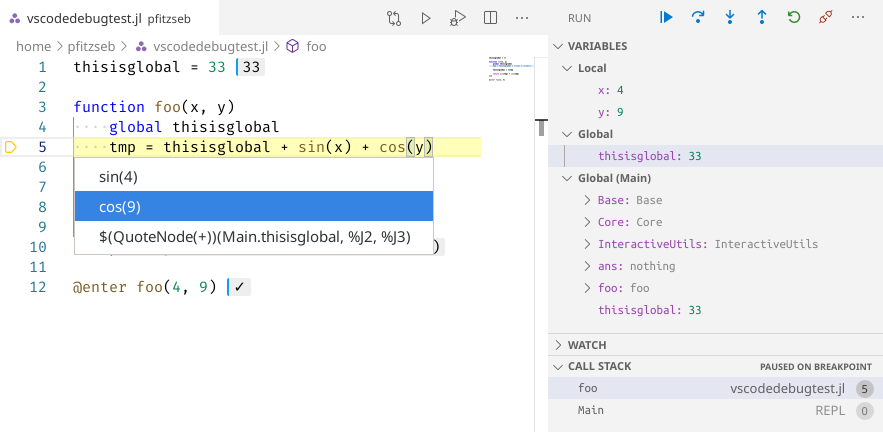 vscodedebugtest.jl pfitzseb
home > pfitzseb > vscodedebugtest.jl > foo
1 thisisglobal = 33 33
2
3 function foo(x, y)
4 ····global thisisglobal
5 ····tmp = thisisglobal + sin(x) + cos(y)
6
7 sin(4)
8 cos(9)
9 $(QuoteNode(+))(Main.thisisglobal, %J2, %J3)
10 )
11
12 @enter foo(4, 9) ✓
RUN
VARIABLES
Local
x: 4
y: 9
Global
thisisglobal: 33
Global (Main)
Base: Base
Core: Core
InteractiveUtils: InteractiveUtils
ans: nothing
foo: foo
thisisglobal: 33
WATCH
CALL STACK PAUSED ON BREAKPOINT
foo vscodedebugtest.jl 5
Main REPL 0